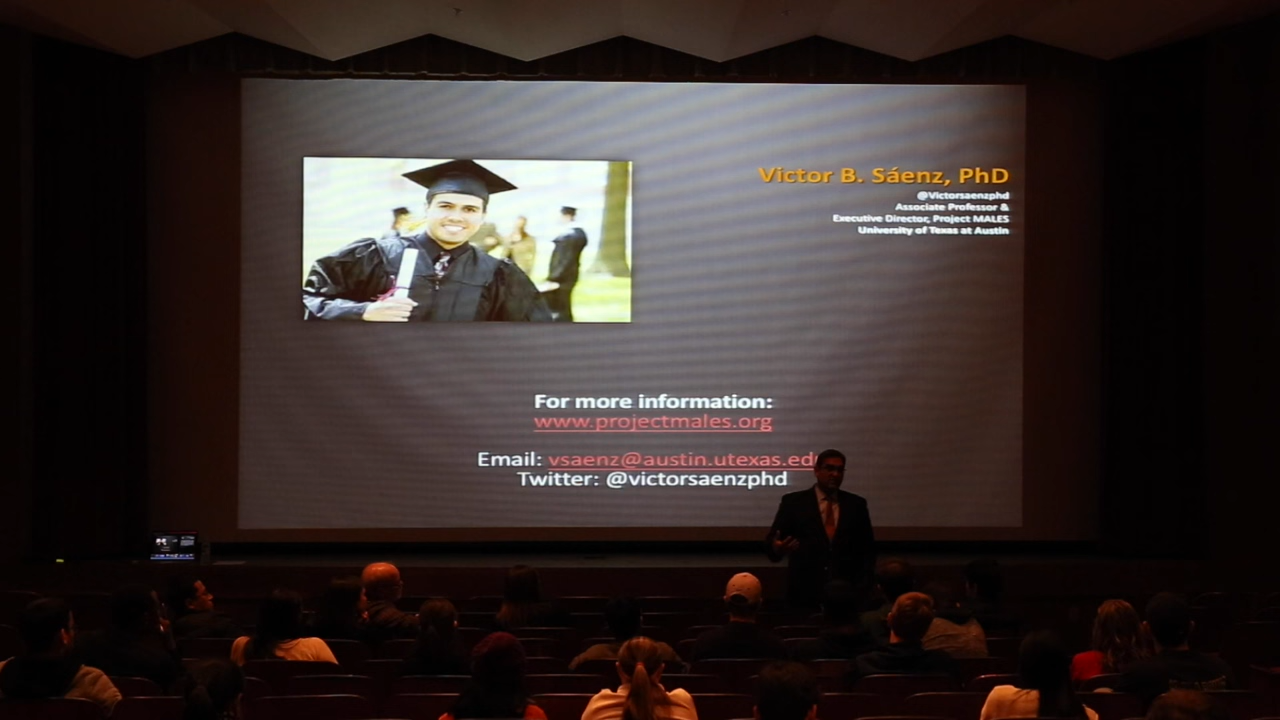 Victor B. Sáenz, PhD
@Victorsaenzphd
Associate Professor &
Executive Director, Project MALES
University of Texas at Austin
For more information:
www.projectmales.org
Email: vsaenz@austin.utexas.edu
Twitter: @victorsaenzphd